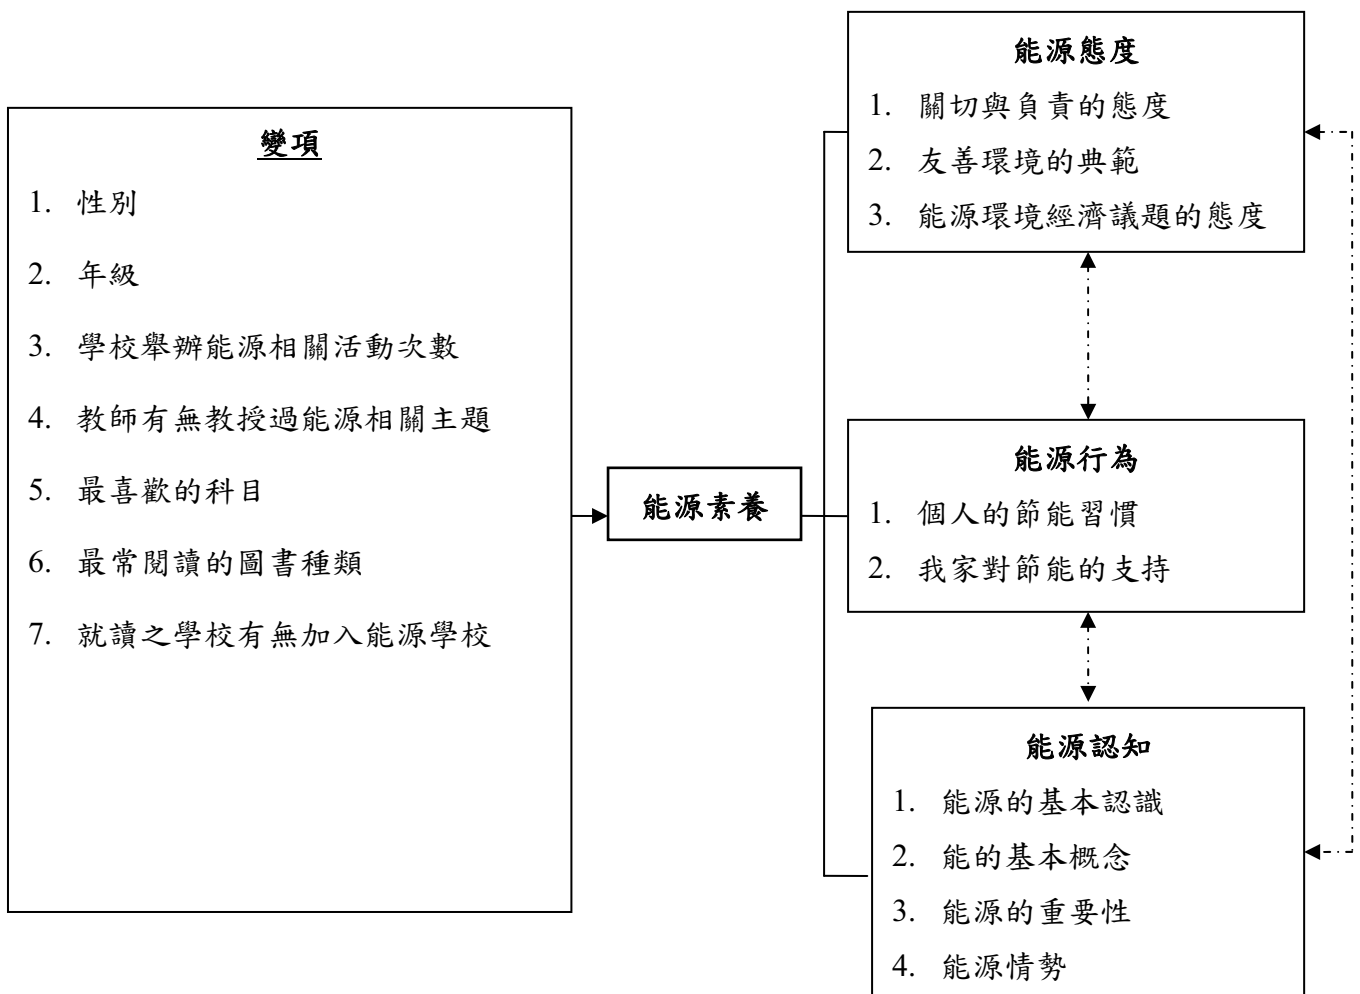 變項
1. 性別
2. 年級
3. 學校舉辦能源相關活動次數
4. 教師有無教授過能源相關主題
5. 最喜歡的科目
6. 最常閱讀的圖書種類
7. 就讀之學校有無加入能源學校
能源素養
能源態度
1. 關切與負責的態度
2. 友善環境的典範
3. 能源環境經濟議題的態度
能源行為
1. 個人的節能習慣
2. 我家對節能的支持
能源認知
1. 能源的基本認識
2. 能的基本概念
3. 能源的重要性
4. 能源情勢